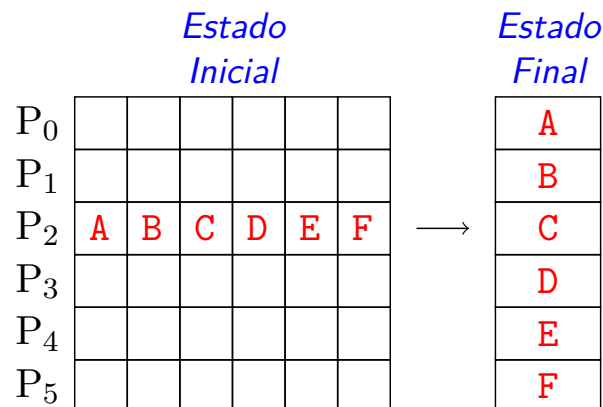 Estado Inicial
Estado Final
P0 A
P1 B
P2 A B C D E F → C
P3 D
P4 E
P5 F